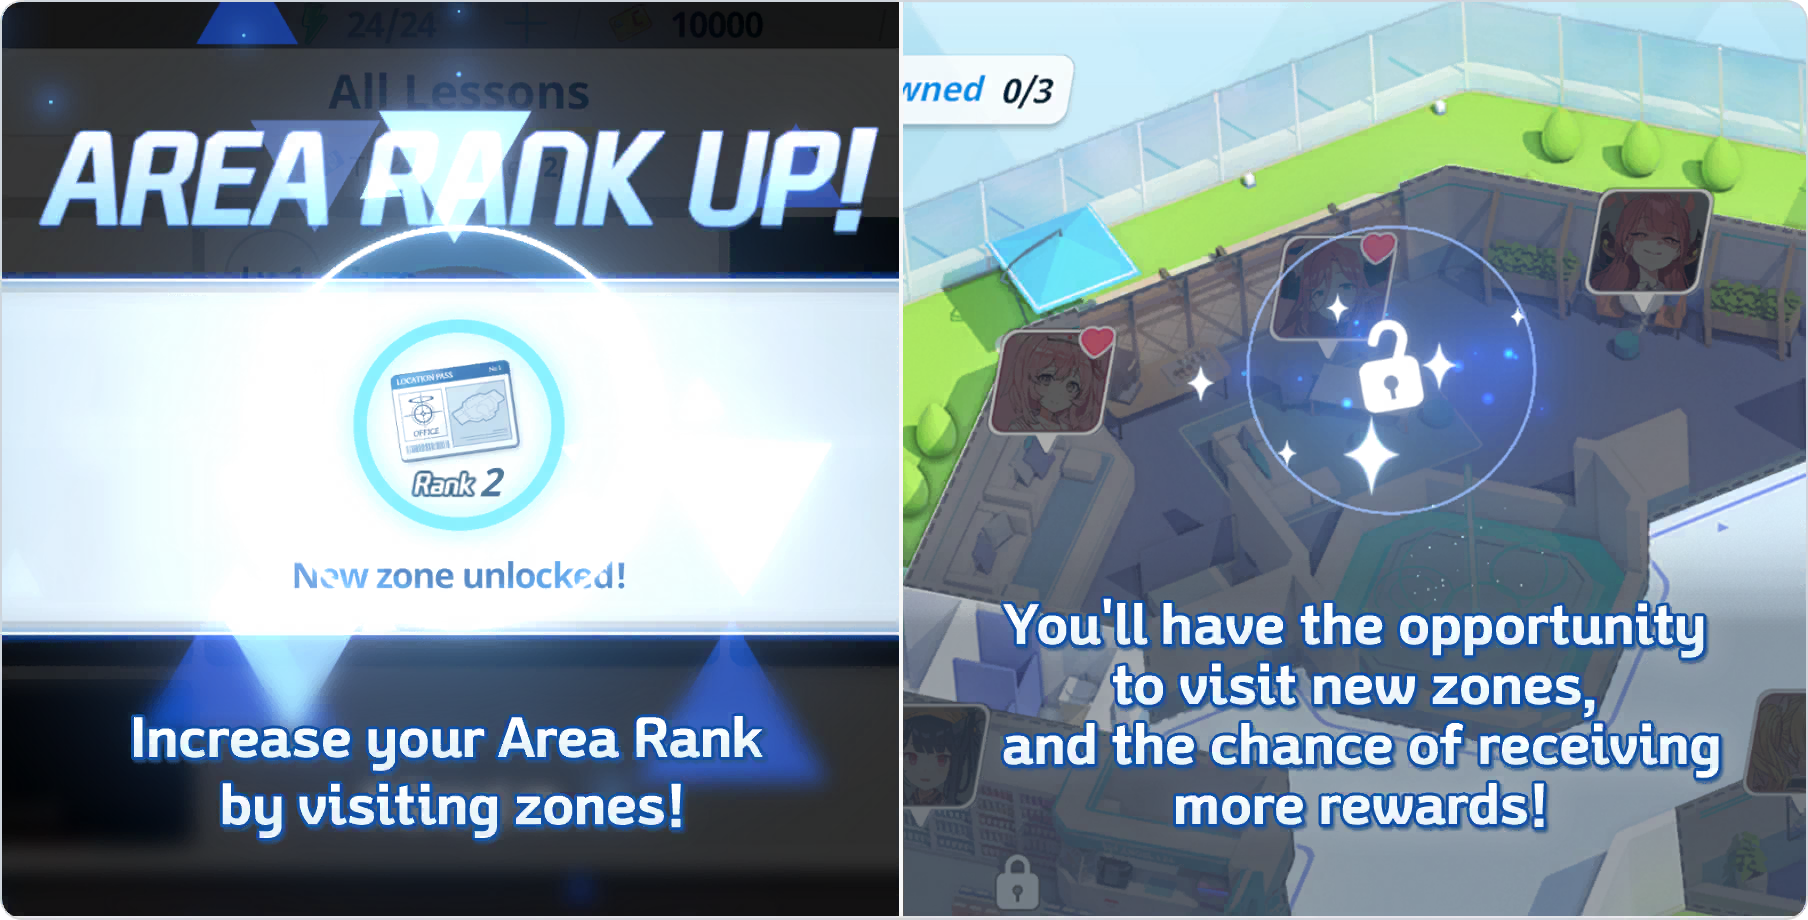 24/24
10000
All Lessons
AREA RANK UP!
LOCATION PASS
OFFICE
Rank 2
New zone unlocked!
Increase your Area Rank
by visiting zones!
wned 0/3
You'll have the opportunity
to visit new zones,
and the chance of receiving
more rewards!